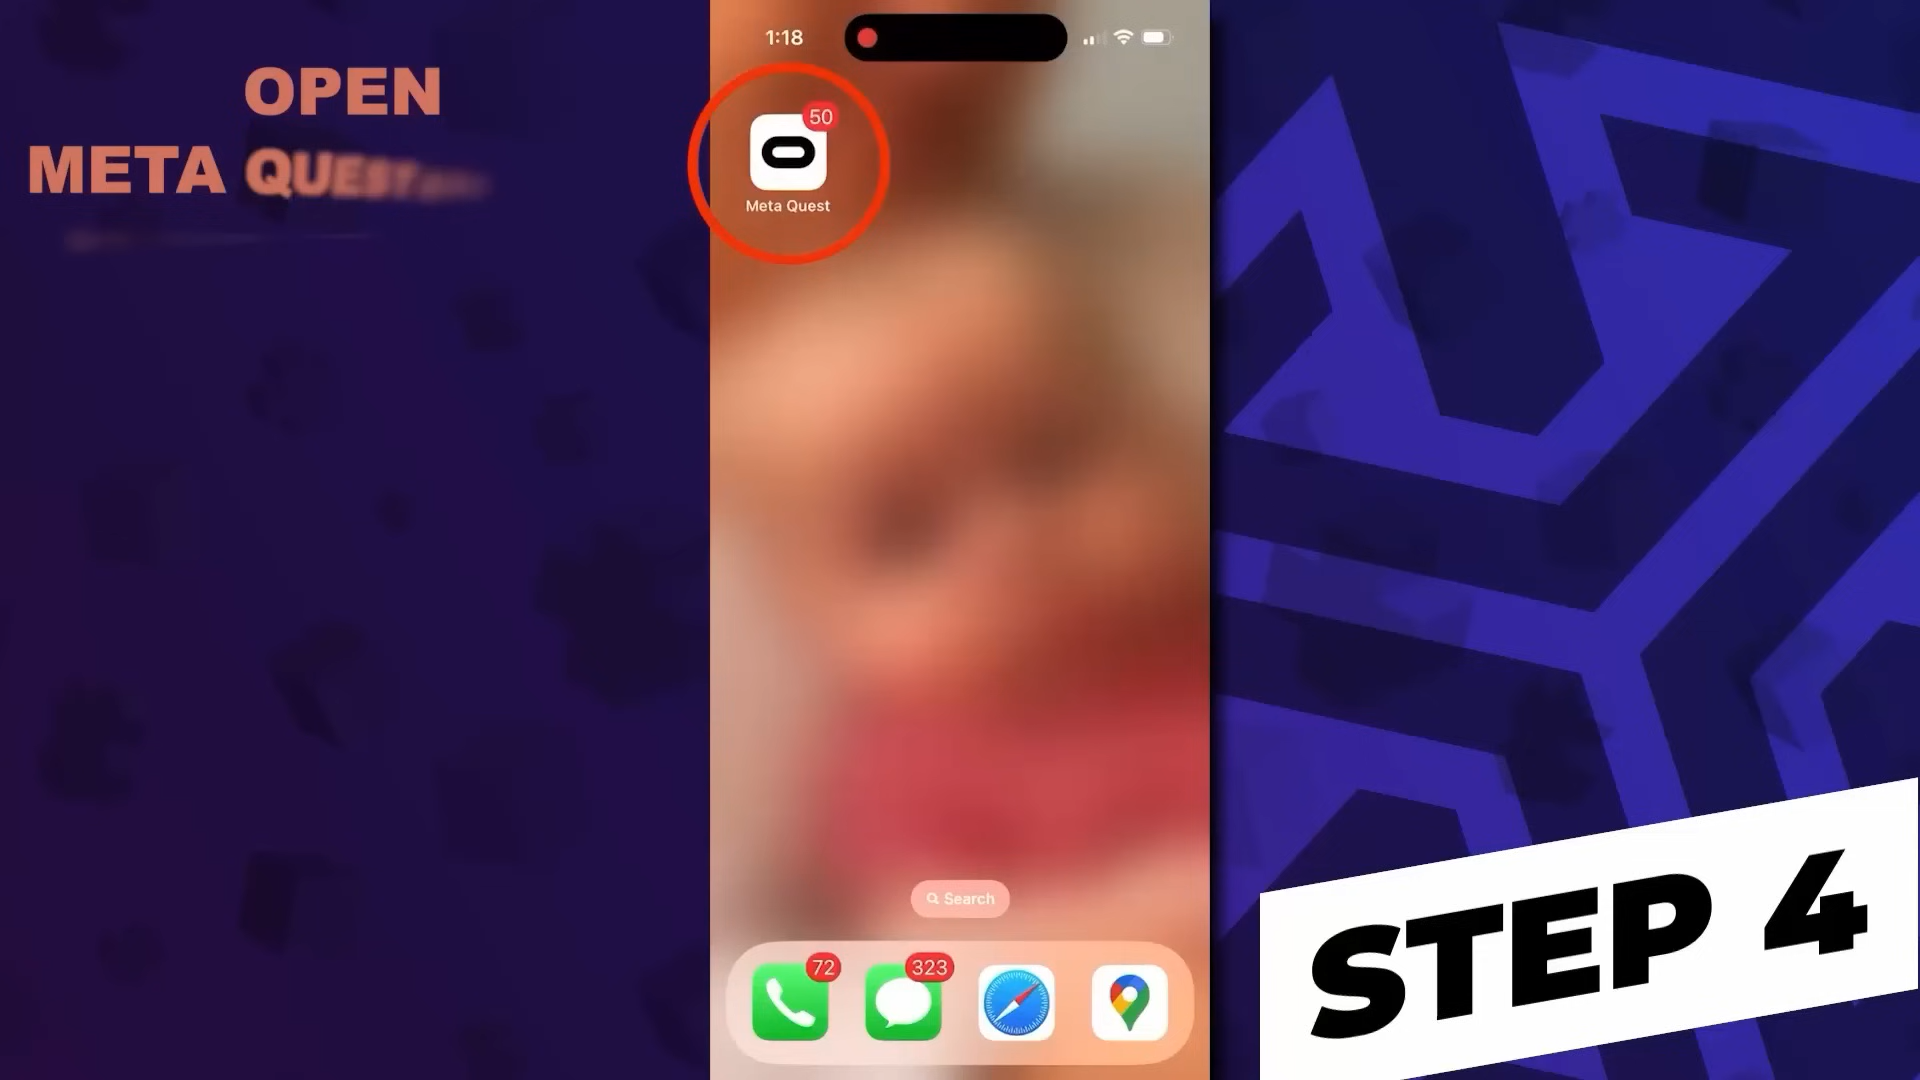 OPEN
META QUEST
1:18
50
Meta Quest
Search
72
323
STEP 4